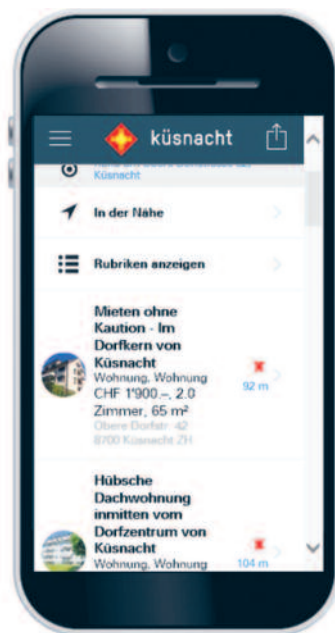 küsnacht
Küsnacht
In der Nähe
Rubriken anzeigen
Mieten ohne
Kaution - Im
Dorfkern von
Küsnacht
Wohnung, Wohnung
CHF 1'900.–, 2.0
Zimmer, 65 m²
Obere Dorfstr. 42
8700 Küsnacht ZH
92 m
Hübsche
Dachwohnung
inmitten vom
Dorfzentrum von
Küsnacht
Wohnung, Wohnung
104 m